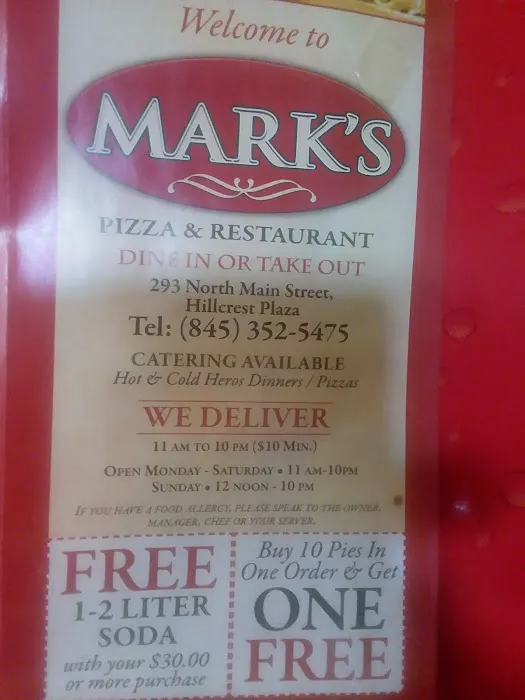 Welcome to
MARK'S
PIZZA & RESTAURANT
DINE IN OR TAKE OUT
293 North Main Street,
Hillcrest Plaza
Tel: (845) 352-5475
CATERING AVAILABLE
Hot & Cold Heros Dinners / Pizzas
WE DELIVER
11 AM TO 10 PM ($10 MIN.)
OPEN MONDAY - SATURDAY • 11 AM-10PM
SUNDAY • 12 NOON - 10 PM
IF YOU HAVE A FOOD ALLERGY, PLEASE SPEAK TO THE OWNER,
MANAGER, CHEF OR YOUR SERVER.
FREE
1-2 LITER
SODA
with your $30.00
or more purchase
Buy 10 Pies In
One Order & Get
ONE
FREE